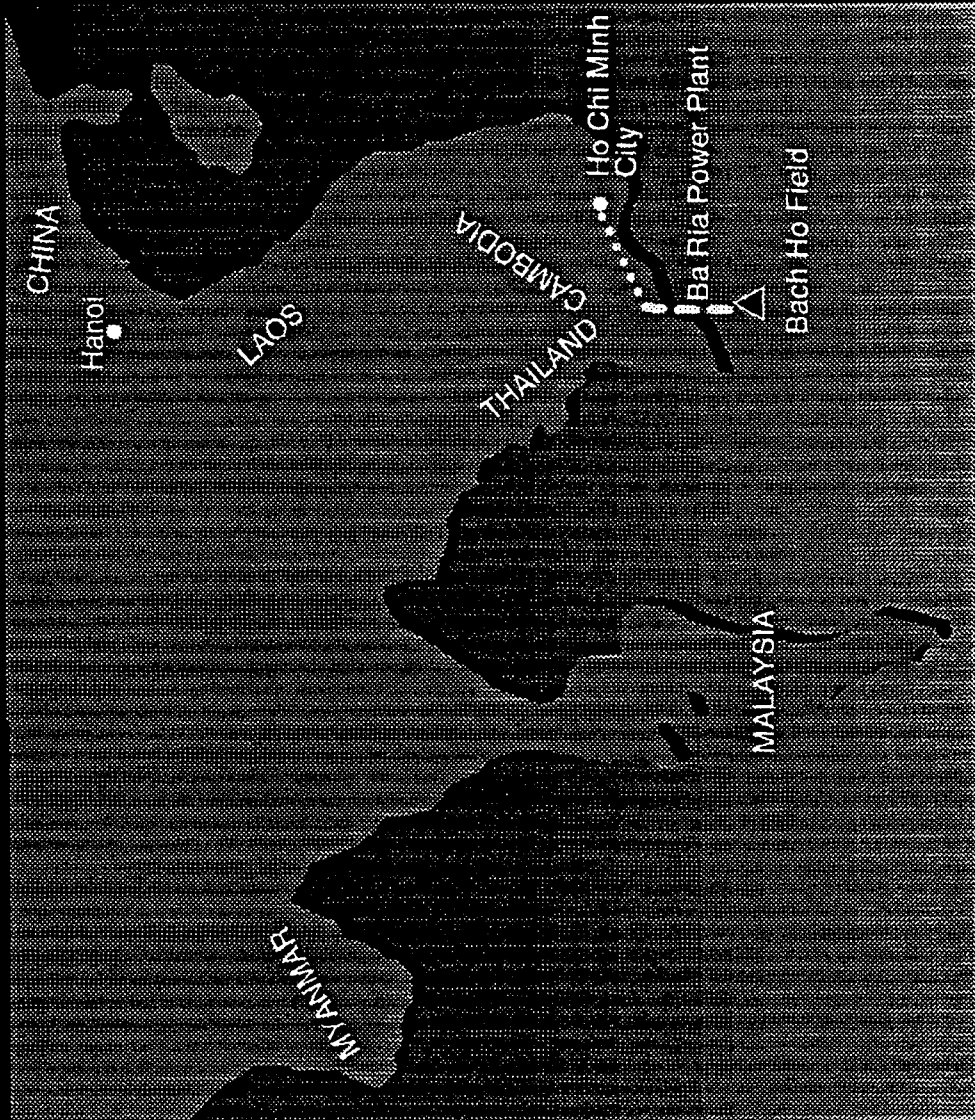 CHINA
Hanoi
LAOS
CAMBODIA
THAILAND
Ho Chi Minh
City
Ba Ria Power Plant
Bach Ho Field
MYANMAR
MALAYSIA